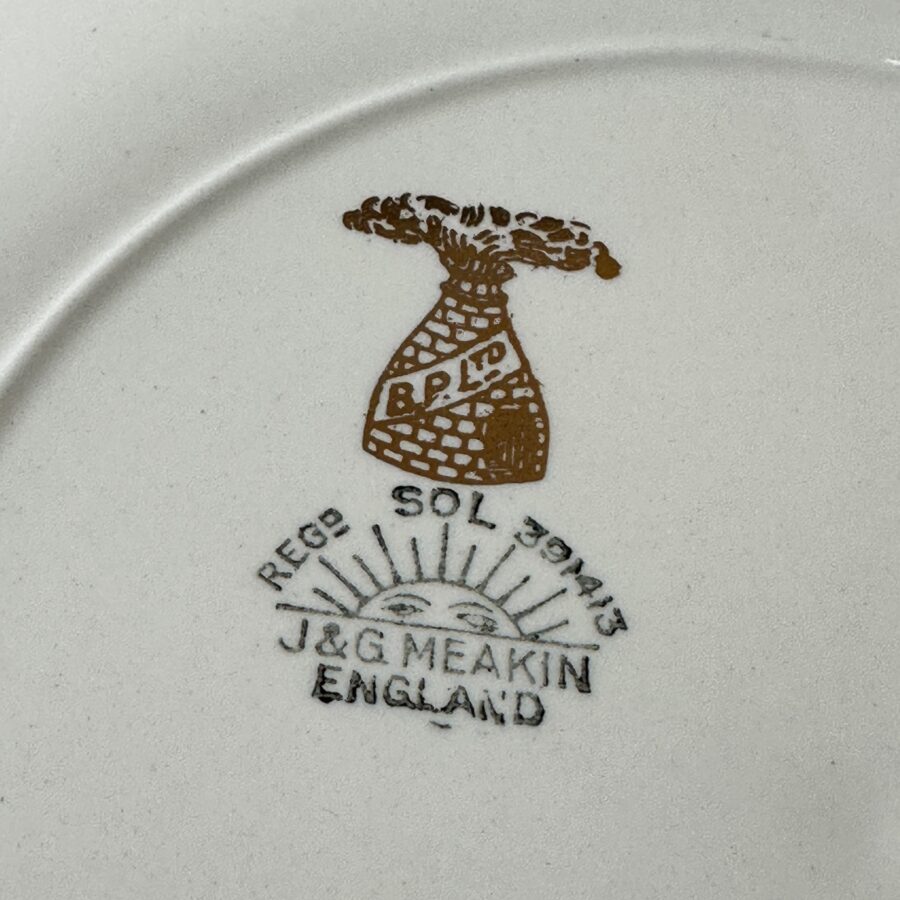 B.P. LTD
REGD SOL 391413
J&G MEAKIN
ENGLAND